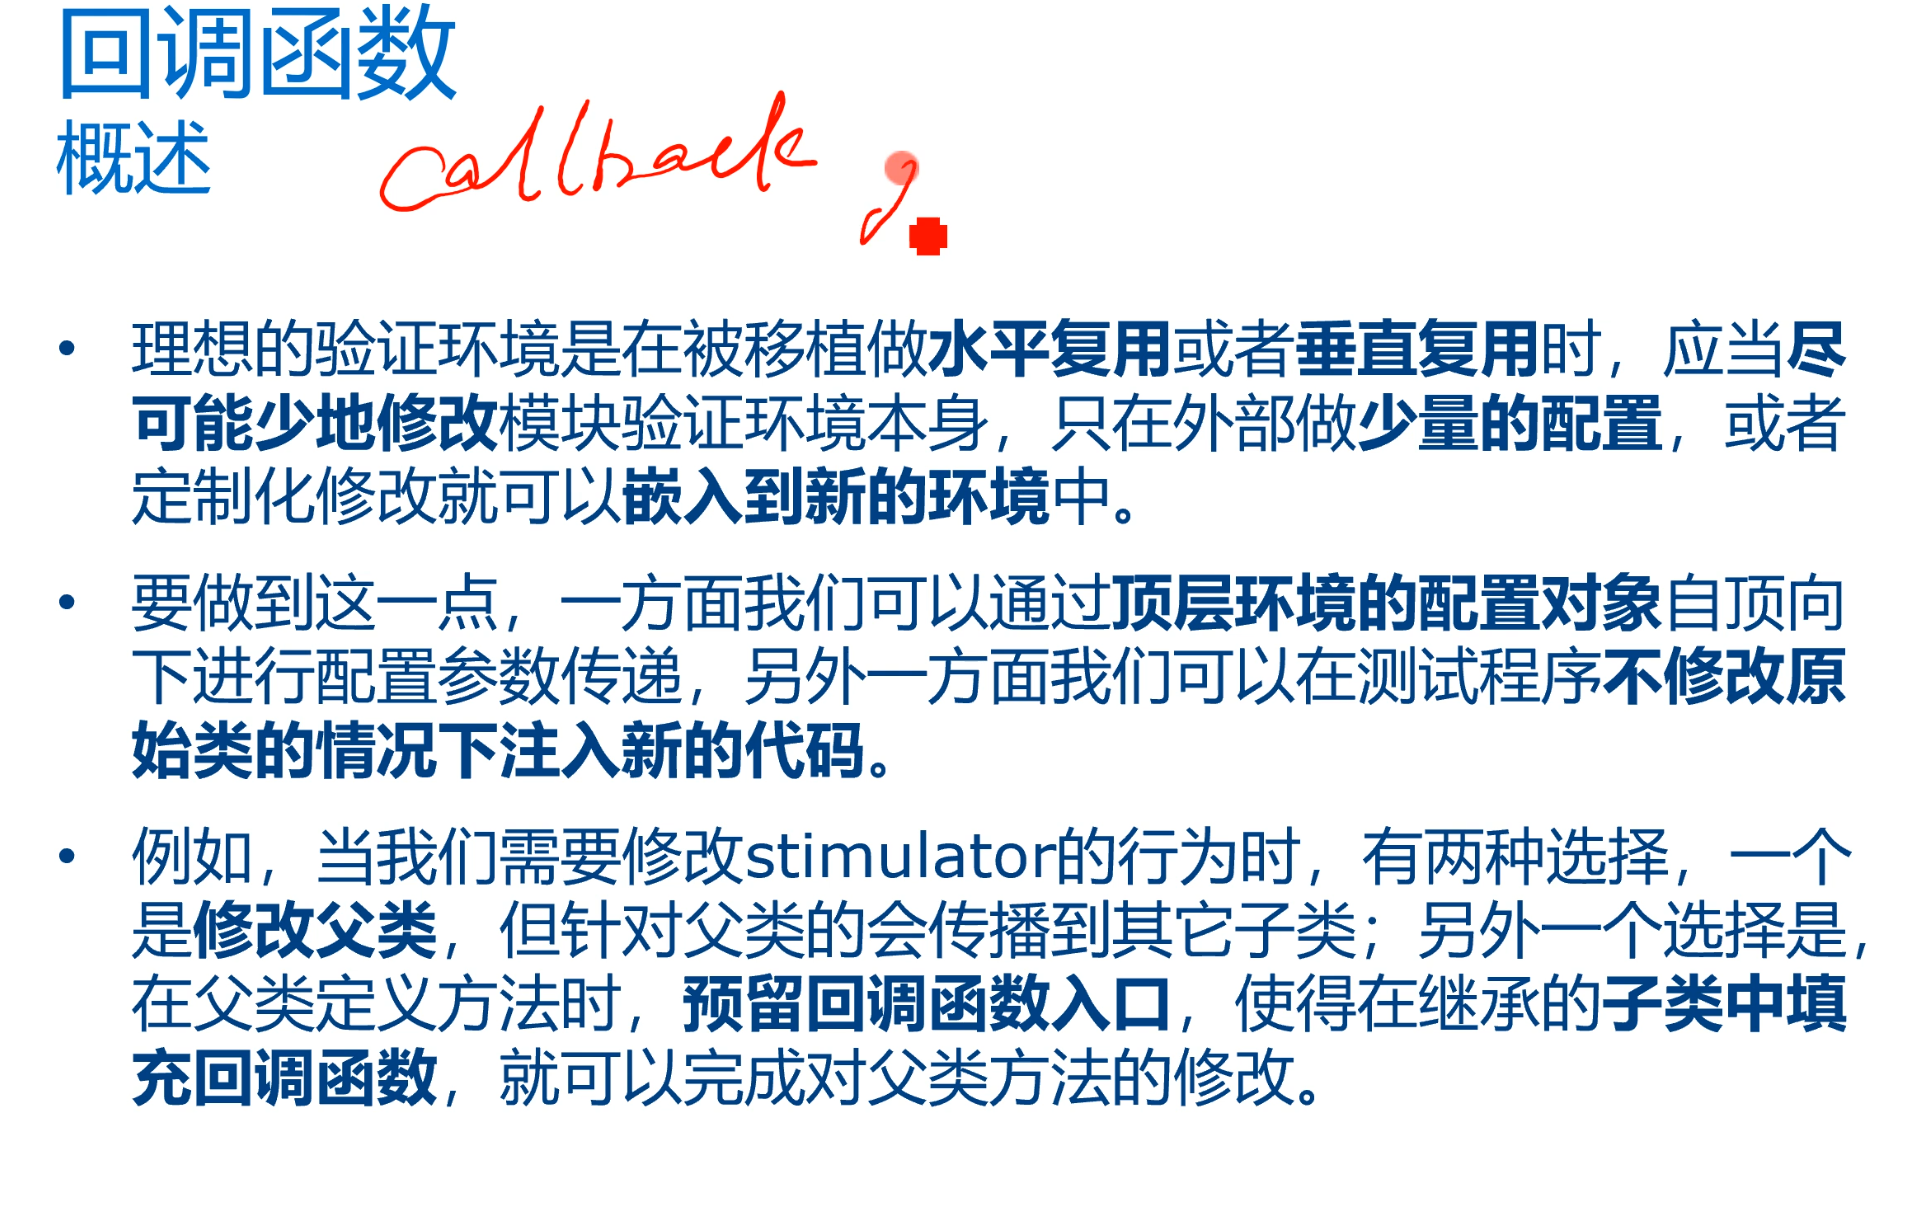 回调函数
概述
callback
• 理想的验证环境是在被移植做水平复用或者垂直复用时，应当尽
可能少地修改模块验证环境本身，只在外部做少量的配置，或者
定制化修改就可以嵌入到新的环境中。
• 要做到这一点，一方面我们可以通过顶层环境的配置对象自顶向
下进行配置参数传递，另外一方面我们可以在测试程序不修改原
始类的情况下注入新的代码。
• 例如，当我们需要修改stimulator的行为时，有两种选择，一个
是修改父类，但针对父类的会传播到其它子类；另外一个选择是，
在父类定义方法时，预留回调函数入口，使得在继承的子类中填
充回调函数，就可以完成对父类方法的修改。